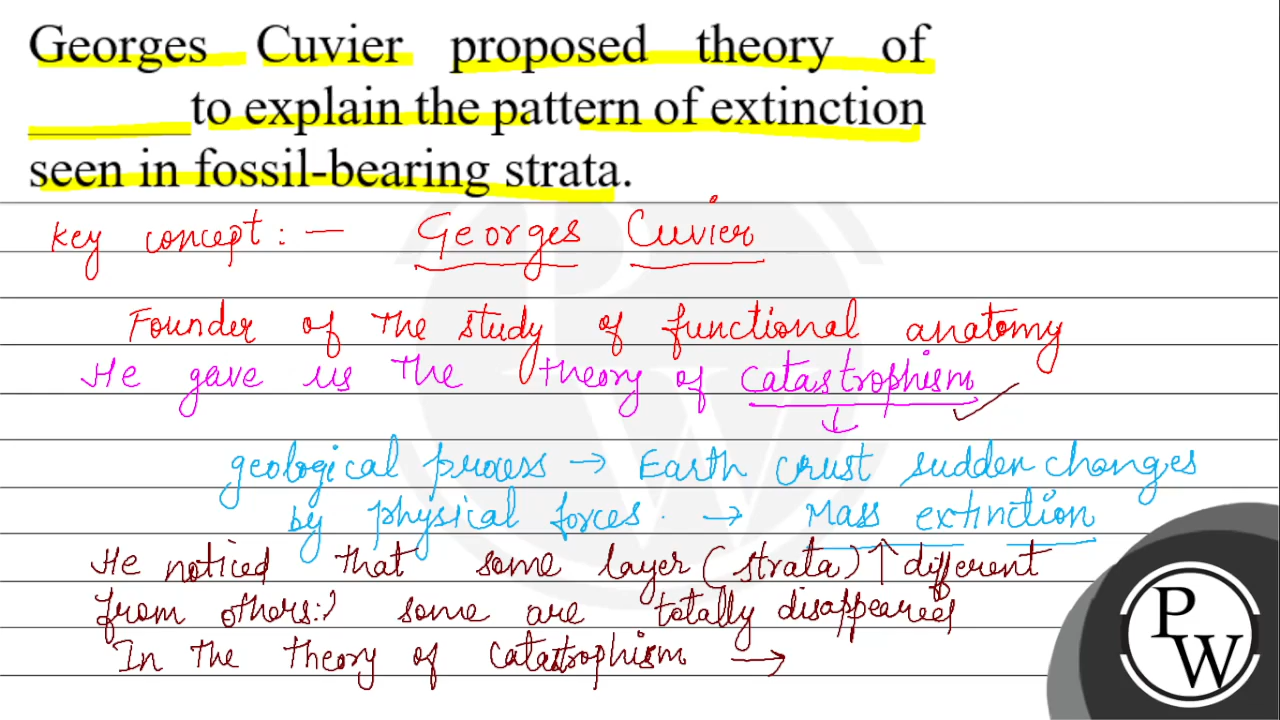 Georges Cuvier proposed theory of
________ to explain the pattern of extinction
seen in fossil-bearing strata.
Key concept : — Georges Cuvier
Founder of the study of functional anatomy
He gave us the theory of catastrophism ✓
↓
geological process → Earth crust sudden changes
by physical forces. → Mass extinction
He noticed that some layer (strata) ↑ different
from others:) some are totally disappeared
In the theory of catastrophism →
PW